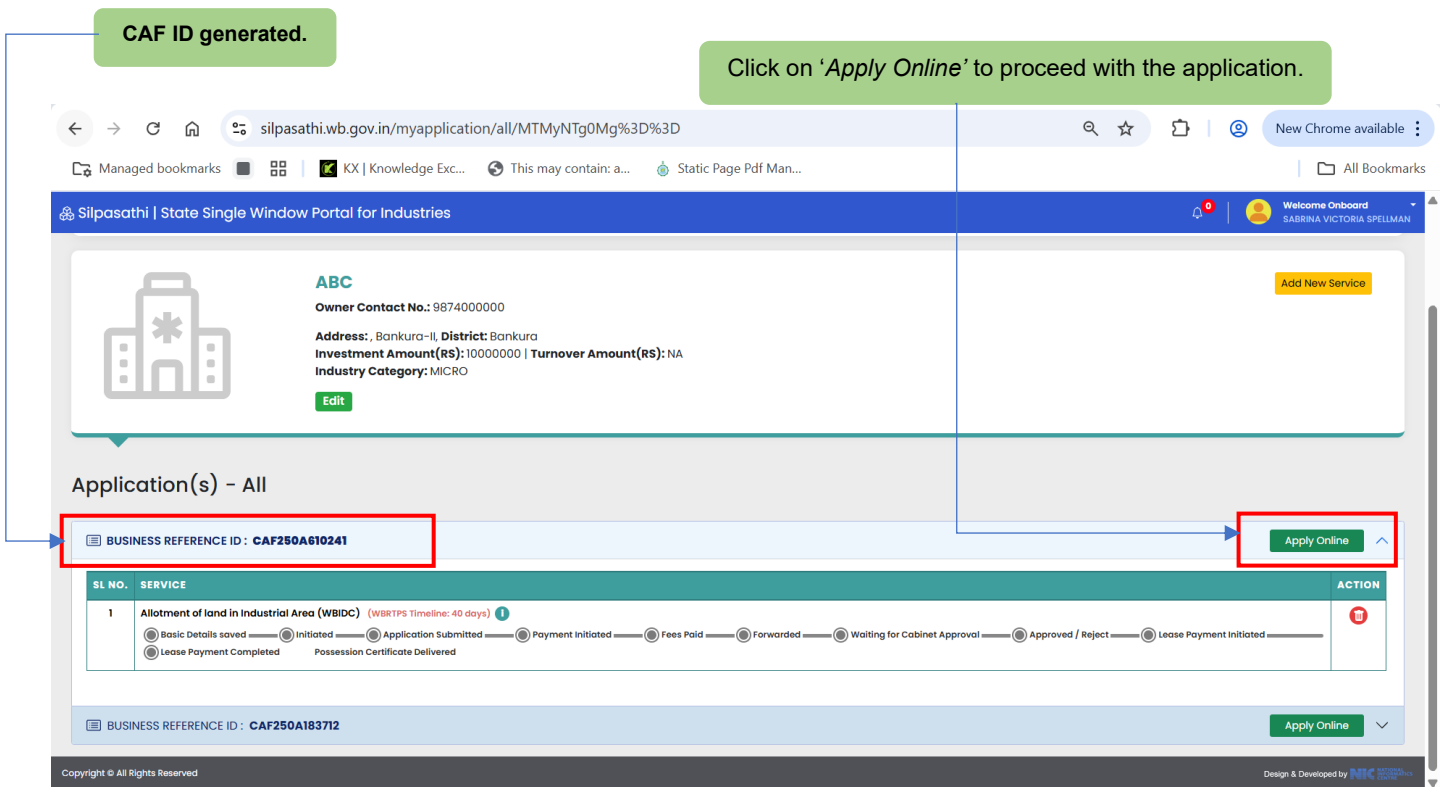 CAF ID generated.
Click on ‘Apply Online’ to proceed with the application.
silpasathi.wb.gov.in/myapplication/all/MTMyNTg0Mg%3D%3D
New Chrome available
Managed bookmarks
KX | Knowledge Exc...
This may contain: a...
Static Page Pdf Man...
All Bookmarks
Silpasathi | State Single Window Portal for Industries
0
Welcome Onboard
SABRINA VICTORIA SPELLMAN
ABC
Add New Service
Owner Contact No.: 9874000000
Address: , Bankura-II, District: Bankura
Investment Amount(RS): 10000000 | Turnover Amount(RS): NA
Industry Category: MICRO
Edit
Application(s) - All
BUSINESS REFERENCE ID : CAF250A610241
Apply Online
SL NO. SERVICE ACTION
1 Allotment of land in Industrial Area (WBIDC) (WBRTPS Timeline: 40 days)
Basic Details saved Initiated Application Submitted Payment Initiated Fees Paid Forwarded Waiting for Cabinet Approval Approved / Reject Lease Payment Initiated
Lease Payment Completed Possession Certificate Delivered
BUSINESS REFERENCE ID : CAF250A183712
Apply Online
Copyright © All Rights Reserved
Design & Developed by NIC NATIONAL INFORMATICS CENTRE